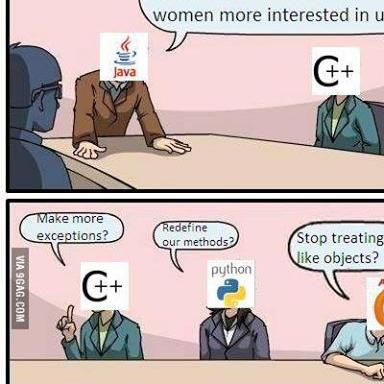 women more interested in u
Java
C++
Make more
exceptions?
Redefine
our methods?
Stop treating
like objects?
C++
python
VIA 9GAG.COM